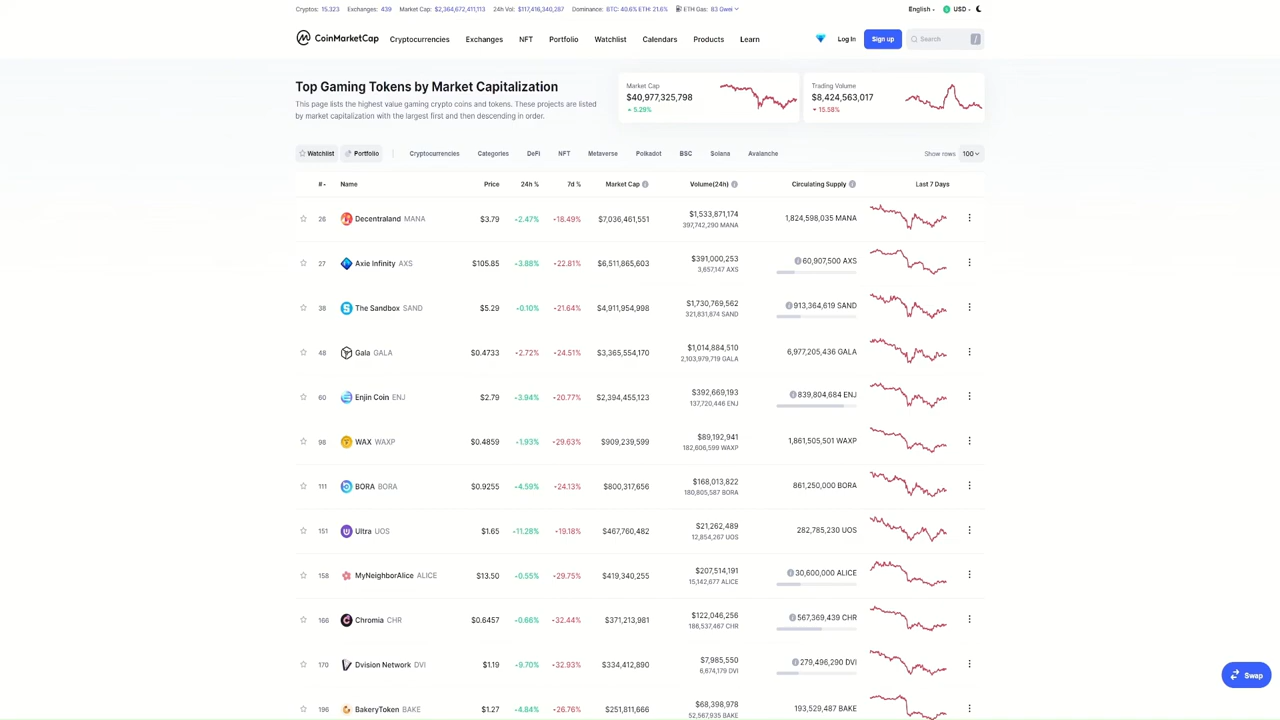 Cryptos: 15.323 Exchanges: 439 Market Cap: $2,364,672,411,113 24h Vol: $117,416,340,287 Dominance: BTC: 40.6% ETH: 21.6% ETH Gas: 83 Gwei English USD
CoinMarketCap Cryptocurrencies Exchanges NFT Portfolio Watchlist Calendars Products Learn Log In Sign up Search /
Top Gaming Tokens by Market Capitalization
This page lists the highest value gaming crypto coins and tokens. These projects are listed
by market capitalization with the largest first and then descending in order.
Market Cap
$40,977,325,798
5.29%
Trading Volume
$8,424,563,017
15.58%
Watchlist Portfolio Cryptocurrencies Categories DeFi NFT Metaverse Polkadot BSC Solana Avalanche Show rows 100
# Name Price 24h % 7d % Market Cap Volume(24h) Circulating Supply Last 7 Days
26 Decentraland MANA $3.79 2.47% 18.49% $7,036,461,551 $1,533,871,174 1,824,598,035 MANA
397,742,290 MANA
27 Axie Infinity AXS $105.85 3.88% 22.81% $6,511,865,603 $391,000,253 60,907,500 AXS
3,657,147 AXS
38 The Sandbox SAND $5.29 0.10% 21.64% $4,911,954,998 $1,730,769,562 913,364,619 SAND
321,831,874 SAND
48 Gala GALA $0.4733 2.72% 24.51% $3,365,554,170 $1,014,884,510 6,977,205,436 GALA
2,103,979,719 GALA
60 Enjin Coin ENJ $2.79 3.94% 20.77% $2,394,455,123 $392,669,193 839,804,684 ENJ
137,720,446 ENJ
98 WAX WAXP $0.4859 1.93% 29.63% $909,239,599 $89,192,941 1,861,505,501 WAXP
182,606,599 WAXP
111 BORA BORA $0.9255 4.59% 24.13% $800,317,656 $168,013,822 861,250,000 BORA
180,805,587 BORA
151 Ultra UOS $1.65 11.28% 19.18% $467,760,482 $21,262,489 282,785,230 UOS
12,854,267 UOS
158 MyNeighborAlice ALICE $13.50 0.55% 29.75% $419,340,255 $207,514,191 30,600,000 ALICE
15,142,677 ALICE
166 Chromia CHR $0.6457 0.66% 32.44% $371,213,981 $122,046,256 567,369,439 CHR
186,537,467 CHR
170 Dvision Network DVI $1.19 9.70% 32.93% $334,412,890 $7,985,550 279,496,290 DVI
6,674,179 DVI
196 BakeryToken BAKE $1.27 4.84% 26.76% $251,811,666 $68,398,978 193,529,487 BAKE
52,567,935 BAKE
Swap